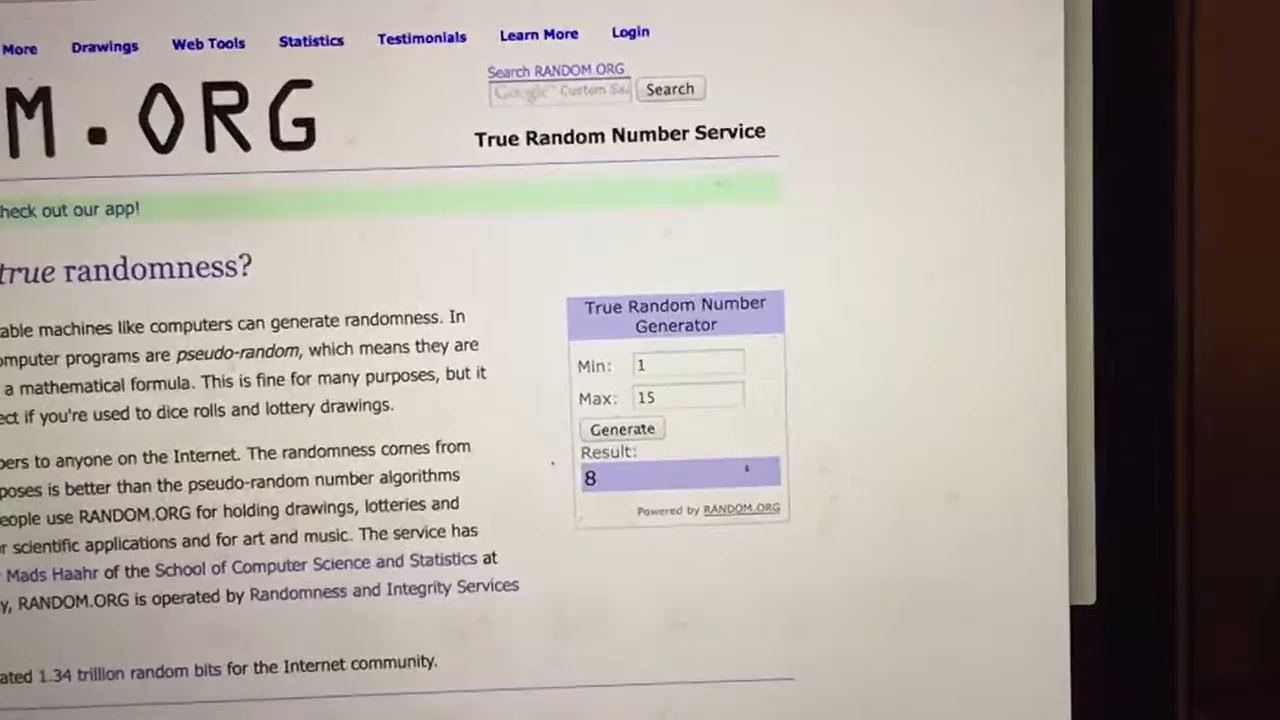 More Drawings Web Tools Statistics Testimonials Learn More Login
Search RANDOM.ORG
Google Custom Search
M.ORG
True Random Number Service
heck out our app!
true randomness?
able machines like computers can generate randomness. In
omputer programs are pseudo-random, which means they are
a mathematical formula. This is fine for many purposes, but it
ect if you're used to dice rolls and lottery drawings.
bers to anyone on the Internet. The randomness comes from
poses is better than the pseudo-random number algorithms
eople use RANDOM.ORG for holding drawings, lotteries and
r scientific applications and for art and music. The service has
Mads Haahr of the School of Computer Science and Statistics at
y, RANDOM.ORG is operated by Randomness and Integrity Services
ated 1.34 trillion random bits for the Internet community.
True Random Number
Generator
Min: 1
Max: 15
Generate
Result:
8
Powered by RANDOM.ORG